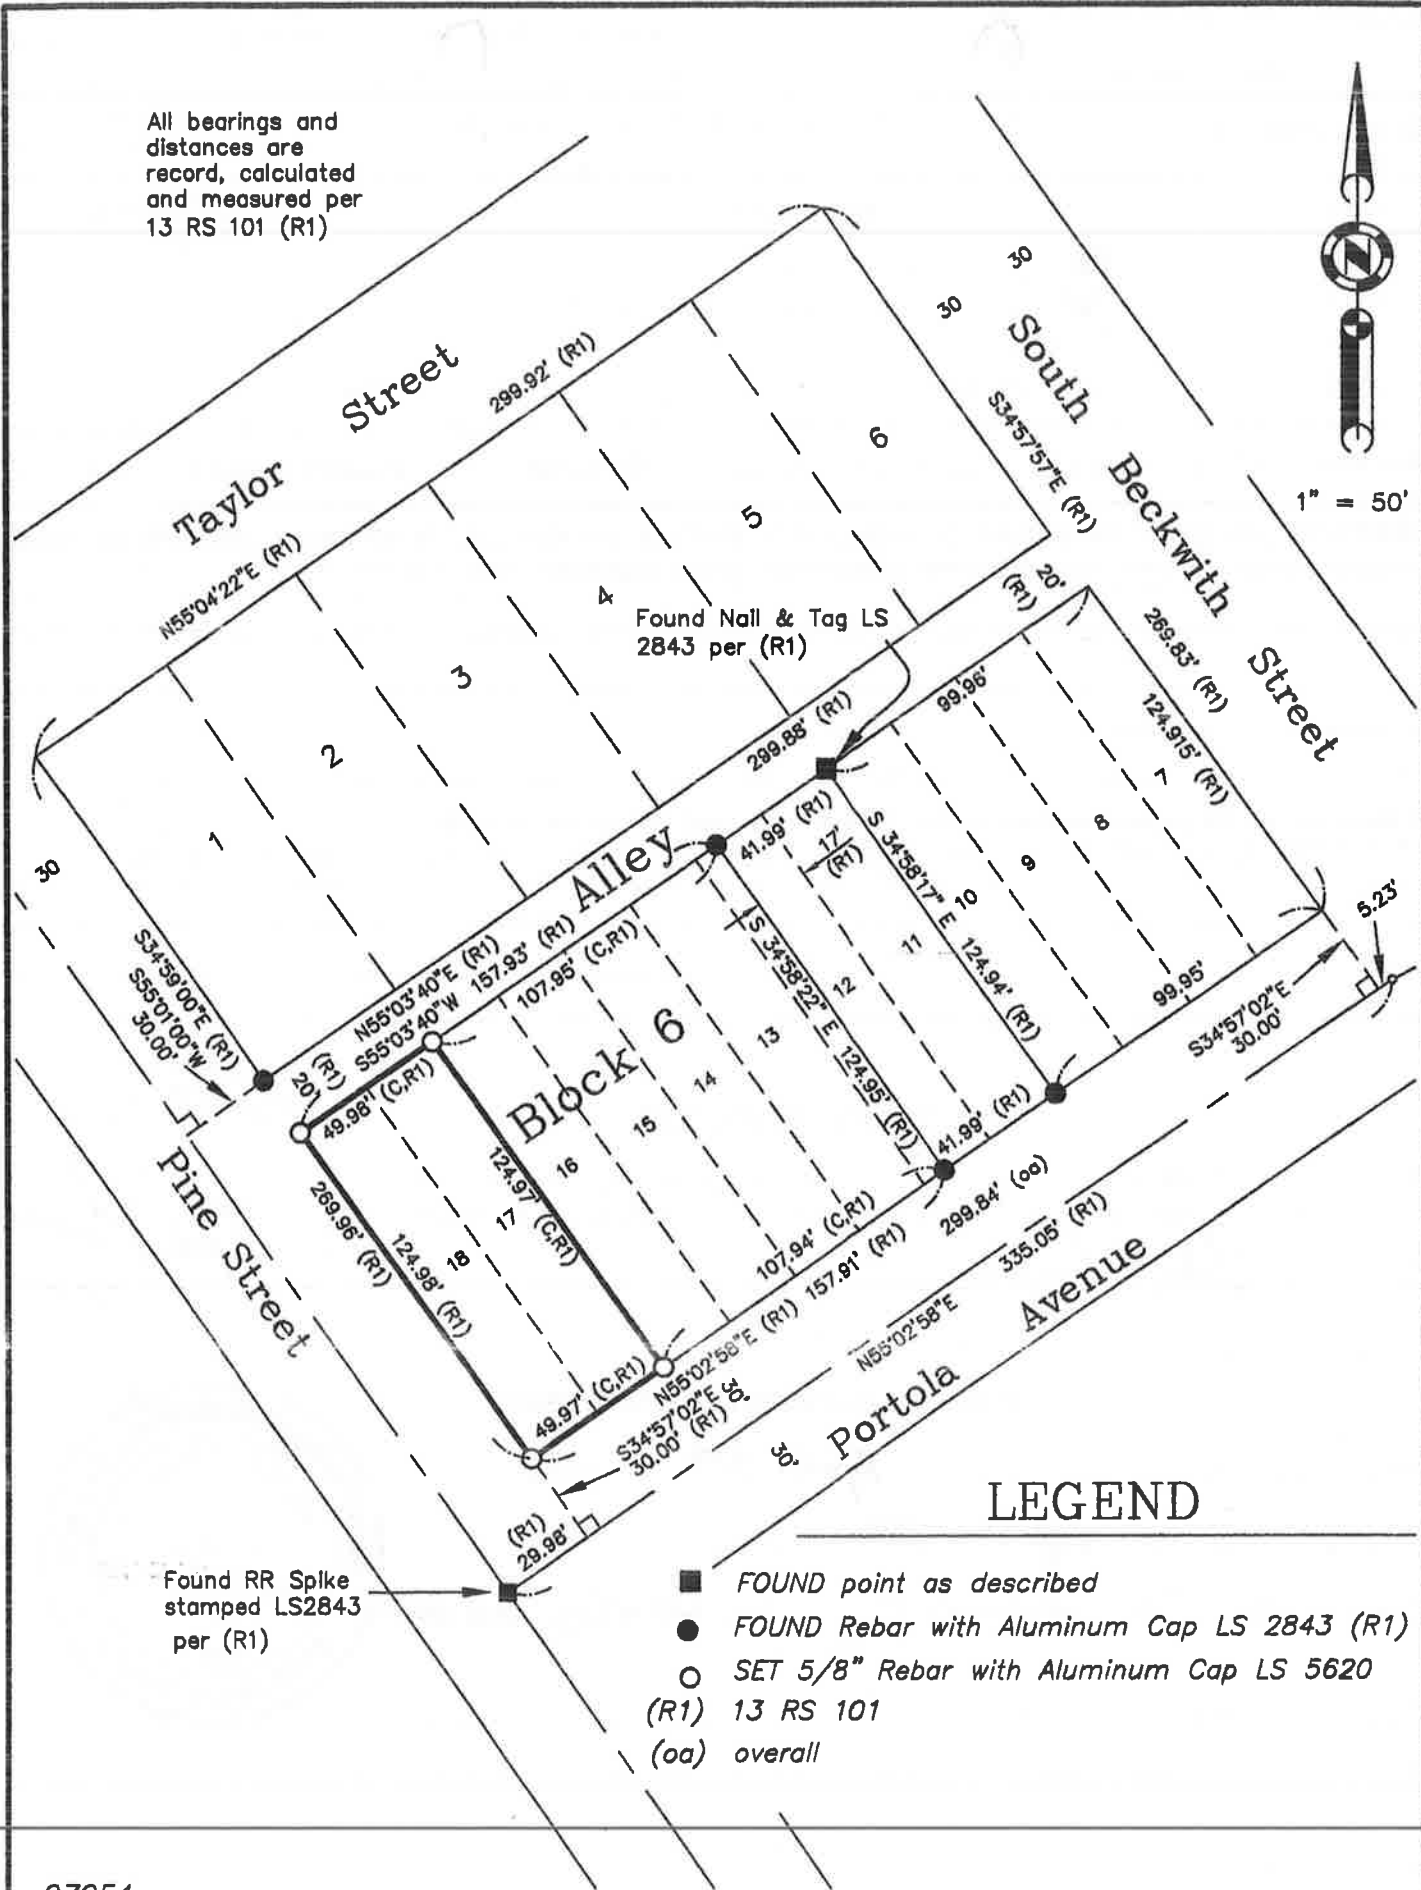 All bearings and
distances are
record, calculated
and measured per
13 RS 101 (R1)
30
30
South Beckwith Street
S34°57'57"E (R1)
1" = 50'
N
Taylor Street
299.92' (R1)
N55°04'22"E (R1)
6
5
4
3
2
1
Found Nail & Tag LS
2843 per (R1)
20'
(R1)
269.83' (R1)
124.915' (R1)
99.96'
299.88' (R1)
Alley
41.99' (R1)
17'
(R1)
7
8
9
10
11
12
13
14
15
16
17
18
S 34°58'17" E 124.94' (R1)
S 34°58'22" E 124.95' (R1)
5.23'
30
S34°59'00"E (R1)
S55°01'00"W
30.00'
N55°03'40"E (R1)
S55°03'40"W 157.93' (R1)
107.95' (C,R1)
Block 6
99.95'
S34°57'02"E
30.00'
20'
(R1)
49.98' (C,R1)
Pine Street
269.96' (R1)
124.98' (R1)
124.97' (C,R1)
41.99' (R1)
299.84' (oa)
107.94' (C,R1)
N55°02'58"E (R1) 157.91' (R1)
335.05' (R1)
N55°02'58"E
Portola Avenue
49.97' (C,R1)
S34°57'02"E
30.00' (R1)
30'
30'
(R1)
29.98'
Found RR Spike
stamped LS2843
per (R1)
LEGEND
FOUND point as described
FOUND Rebar with Aluminum Cap LS 2843 (R1)
SET 5/8" Rebar with Aluminum Cap LS 5620
(R1) 13 RS 101
(oa) overall